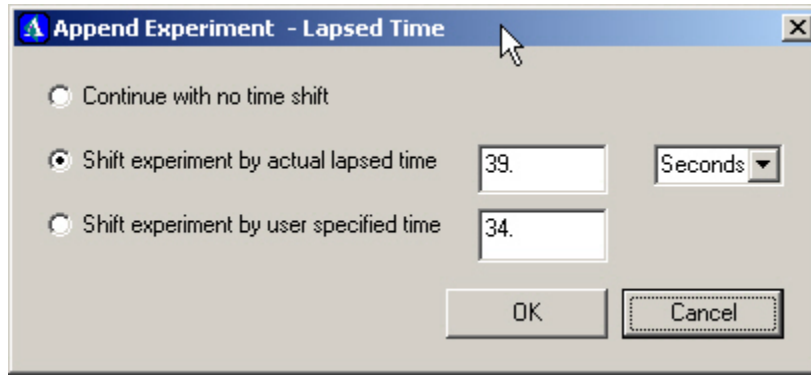 Append Experiment - Lapsed Time
Continue with no time shift
Shift experiment by actual lapsed time 39. Seconds
Shift experiment by user specified time 34.
OK Cancel